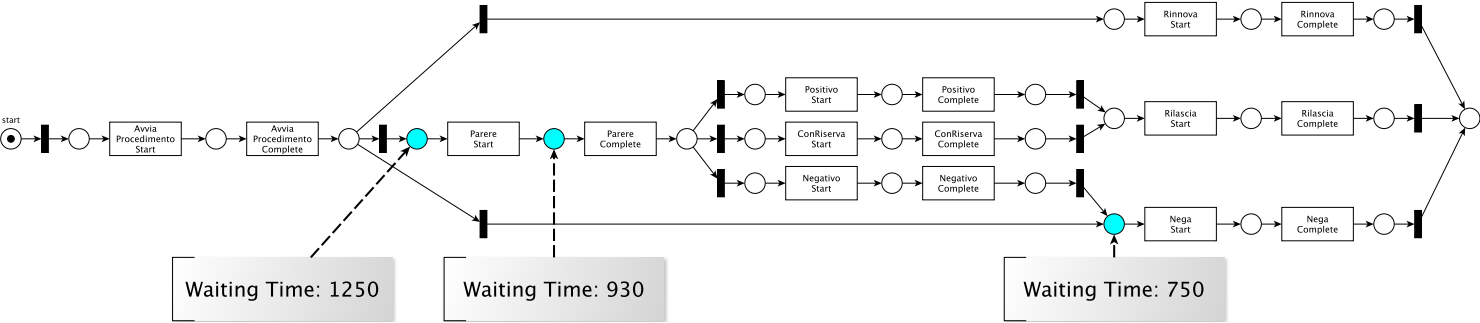 start
Avvia
Procedimento
Start
Avvia
Procedimento
Complete
Parere
Start
Parere
Complete
Positivo
Start
Positivo
Complete
ConRiserva
Start
ConRiserva
Complete
Negativo
Start
Negativo
Complete
Rinnova
Start
Rinnova
Complete
Rilascia
Start
Rilascia
Complete
Nega
Start
Nega
Complete
Waiting Time: 1250
Waiting Time: 930
Waiting Time: 750